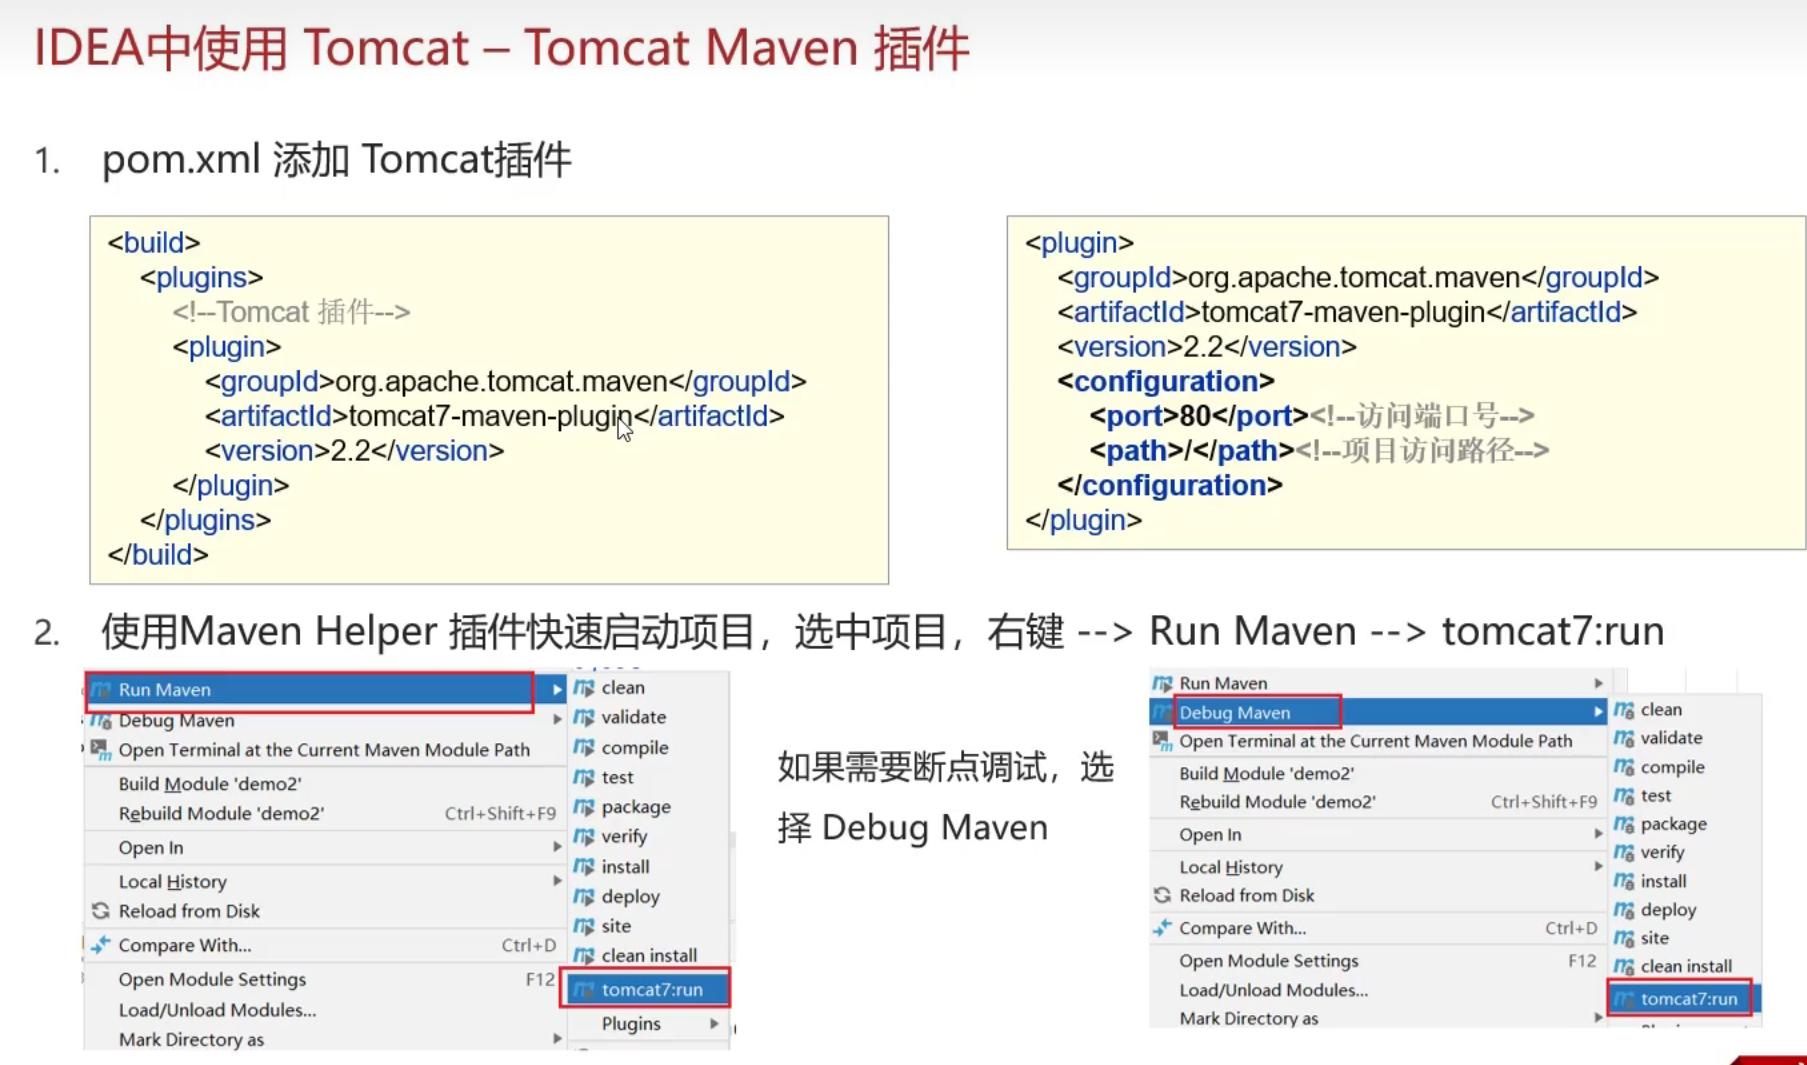 IDEA中使用 Tomcat – Tomcat Maven 插件
1. pom.xml 添加 Tomcat插件
<build>
<plugins>
<!--Tomcat 插件-->
<plugin>
<groupId>org.apache.tomcat.maven</groupId>
<artifactId>tomcat7-maven-plugin</artifactId>
<version>2.2</version>
</plugin>
</plugins>
</build>
<plugin>
<groupId>org.apache.tomcat.maven</groupId>
<artifactId>tomcat7-maven-plugin</artifactId>
<version>2.2</version>
<configuration>
<port>80</port><!--访问端口号-->
<path>/</path><!--项目访问路径-->
</configuration>
</plugin>
2. 使用Maven Helper 插件快速启动项目，选中项目，右键 --> Run Maven --> tomcat7:run
Run Maven
Debug Maven
Open Terminal at the Current Maven Module Path
Build Module 'demo2'
Rebuild Module 'demo2' Ctrl+Shift+F9
Open In
Local History
Reload from Disk
Compare With... Ctrl+D
Open Module Settings F12
Load/Unload Modules...
Mark Directory as
clean
validate
compile
test
package
verify
install
deploy
site
clean install
tomcat7:run
Plugins
如果需要断点调试，选
择 Debug Maven
Run Maven
Debug Maven
Open Terminal at the Current Maven Module Path
Build Module 'demo2'
Rebuild Module 'demo2' Ctrl+Shift+F9
Open In
Local History
Reload from Disk
Compare With... Ctrl+D
Open Module Settings F12
Load/Unload Modules...
Mark Directory as
clean
validate
compile
test
package
verify
install
deploy
site
clean install
tomcat7:run